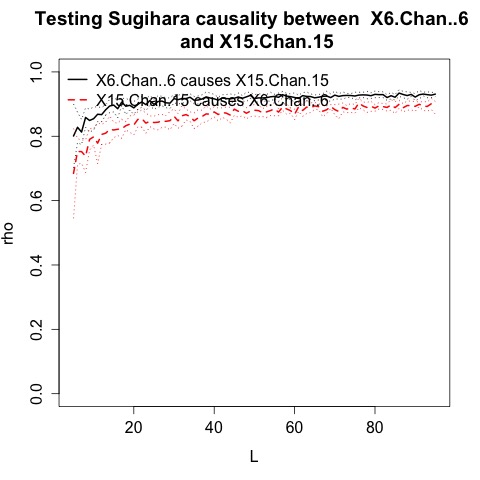 Testing Sugihara causality between  X6.Chan..6
and X15.Chan.15
X6.Chan..6 causes X15.Chan.15
X15.Chan.15 causes X6.Chan..6
rho
1.0
0.8
0.6
0.4
0.2
0.0
20 40 60 80
L